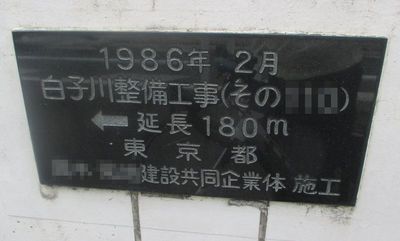 1986年 2月
白子川整備工事(その)
← 延長180m
東京都
建設共同企業体 施工